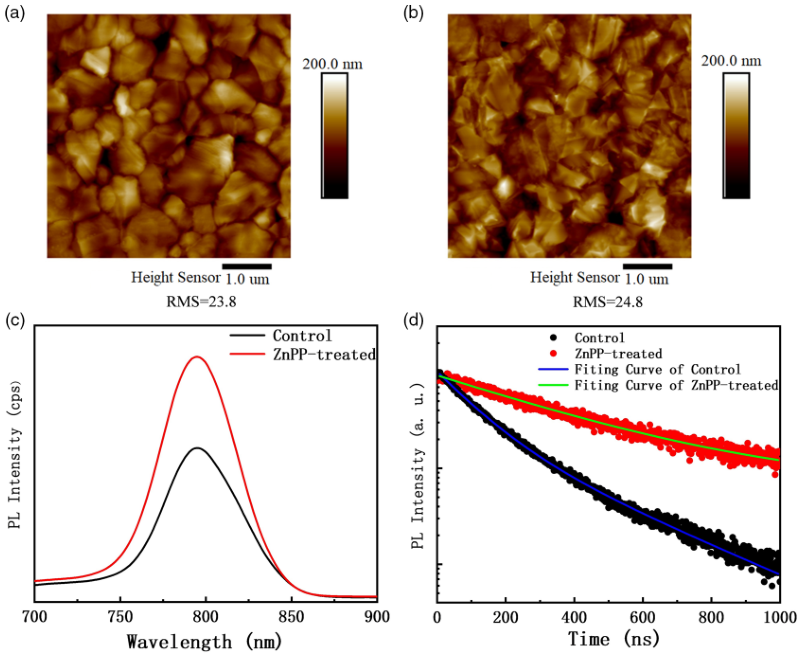 (a)
200.0 nm
Height Sensor
1.0 um
RMS=23.8
(b)
200.0 nm
Height Sensor
1.0 um
RMS=24.8
(c)
Control
ZnPP-treated
PL Intensity (cps)
700 750 800 850 900
Wavelength (nm)
(d)
Control
ZnPP-treated
Fiting Curve of Control
Fiting Curve of ZnPP-treated
PL Intensity (a. u.)
0 200 400 600 800 1000
Time (ns)